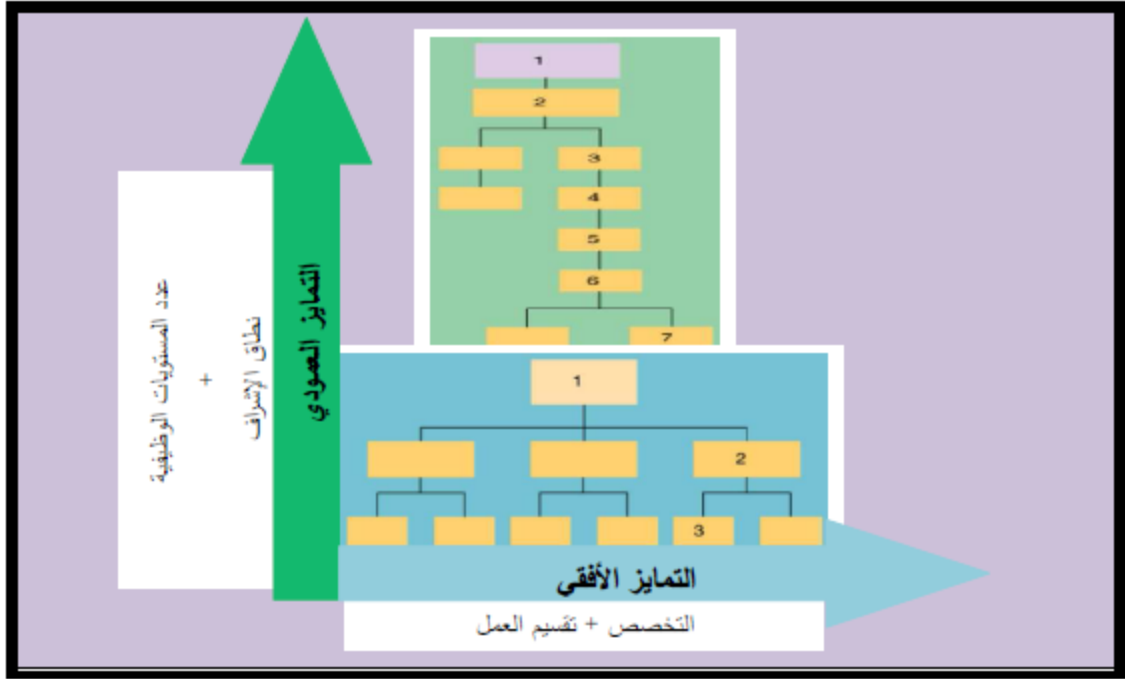 1
2
3
4
5
6
7
عدد المستويات الوظيفية
+
نطاق الإشراف
التمايز العمودي
1
2
3
التمايز الأفقي
التخصص + تقسيم العمل